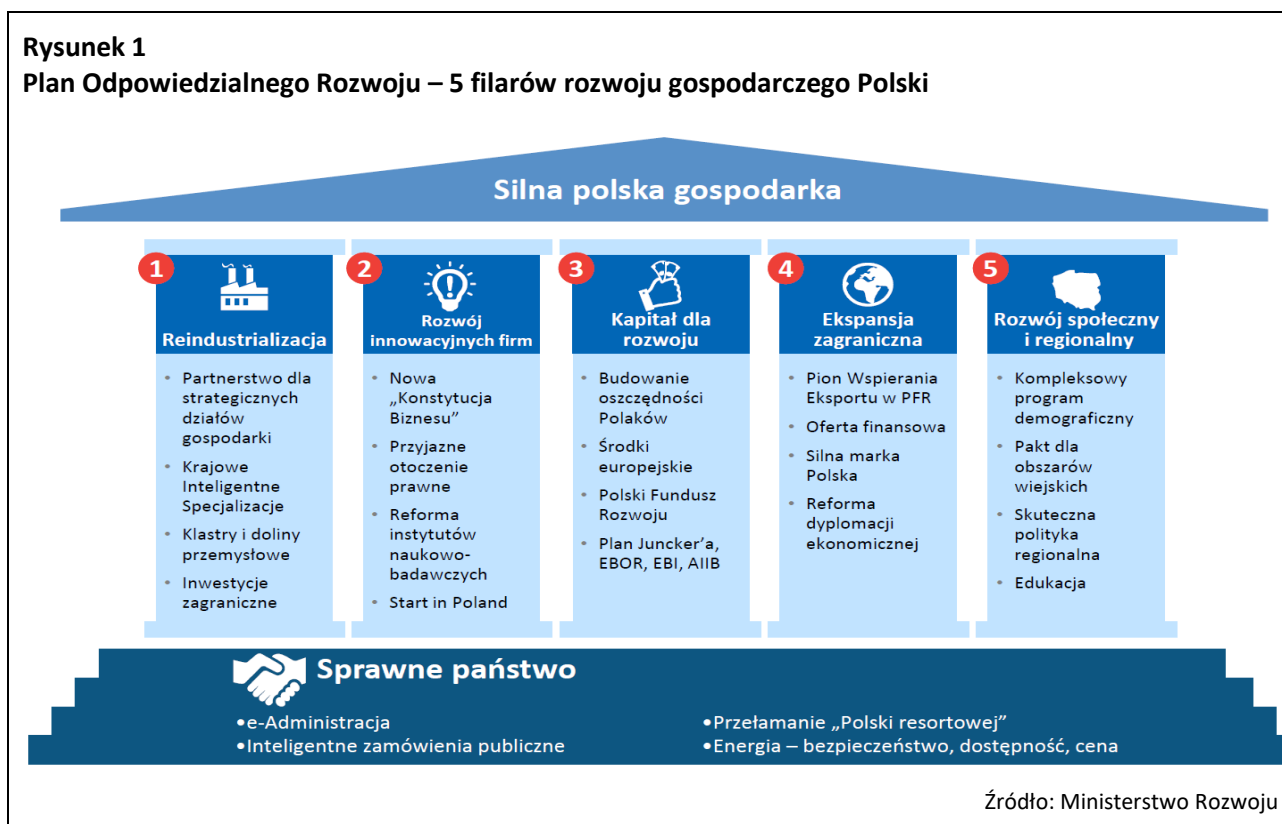 Rysunek 1
Plan Odpowiedzialnego Rozwoju – 5 filarów rozwoju gospodarczego Polski
Silna polska gospodarka
1
Reindustrializacja
• Partnerstwo dla
strategicznych
działów
gospodarki
• Krajowe
Inteligentne
Specjalizacje
• Klastry i doliny
przemysłowe
• Inwestycje
zagraniczne
2
Rozwój
innowacyjnych firm
• Nowa
„Konstytucja
Biznesu”
• Przyjazne
otoczenie
prawne
• Reforma
instytutów
naukowo-
badawczych
• Start in Poland
3
Kapitał dla
rozwoju
• Budowanie
oszczędności
Polaków
• Środki
europejskie
• Polski Fundusz
Rozwoju
• Plan Juncker’a,
EBOR, EBI, AIIB
4
Ekspansja
zagraniczna
• Pion Wspierania
Eksportu w PFR
• Oferta finansowa
• Silna marka
Polska
• Reforma
dyplomacji
ekonomicznej
5
Rozwój społeczny
i regionalny
• Kompleksowy
program
demograficzny
• Pakt dla
obszarów
wiejskich
• Skuteczna
polityka
regionalna
• Edukacja
Sprawne państwo
•e-Administracja
•Inteligentne zamówienia publiczne
•Przełamanie „Polski resortowej”
•Energia – bezpieczeństwo, dostępność, cena
Źródło: Ministerstwo Rozwoju